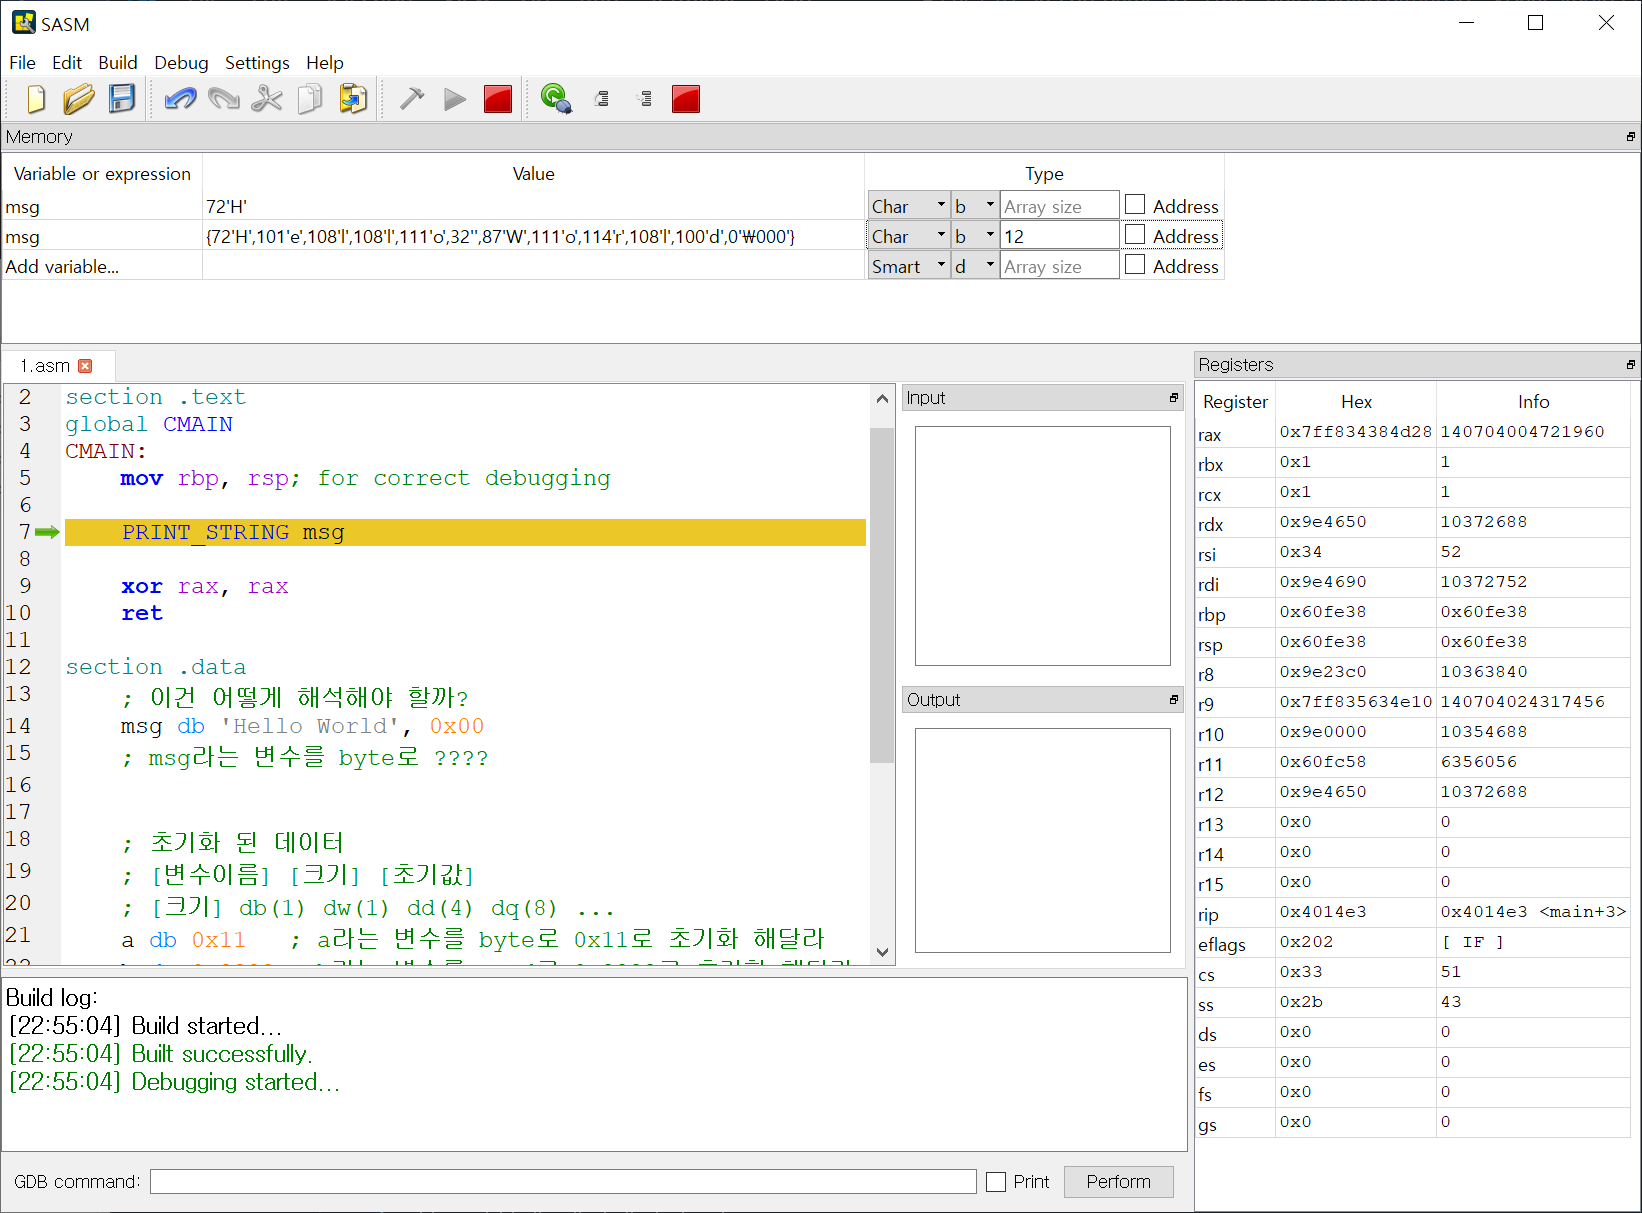 SASM
File Edit Build Debug Settings Help
Memory
Variable or expression Value Type
msg 72'H' Char b Array size Address
msg {72'H',101'e',108'l',108'l',111'o',32'',87'W',111'o',114'r',108'l',100'd',0'₩000'} Char b 12 Address
Add variable... Smart d Array size Address
1.asm
2 section .text
3 global CMAIN
4 CMAIN:
5 mov rbp, rsp; for correct debugging
6
7 PRINT_STRING msg
8
9 xor rax, rax
10 ret
11
12 section .data
13 ; 이건 어떻게 해석해야 할까?
14 msg db 'Hello World', 0x00
15 ; msg라는 변수를 byte로 ????
16
17
18 ; 초기화 된 데이터
19 ; [변수이름] [크기] [초기값]
20 ; [크기] db(1) dw(1) dd(4) dq(8) ...
21 a db 0x11 ; a라는 변수를 byte로 0x11로 초기화 해달라
Input
Output
Registers
Register Hex Info
rax 0x7ff834384d28 140704004721960
rbx 0x1 1
rcx 0x1 1
rdx 0x9e4650 10372688
rsi 0x34 52
rdi 0x9e4690 10372752
rbp 0x60fe38 0x60fe38
rsp 0x60fe38 0x60fe38
r8 0x9e23c0 10363840
r9 0x7ff835634e10 140704024317456
r10 0x9e0000 10354688
r11 0x60fc58 6356056
r12 0x9e4650 10372688
r13 0x0 0
r14 0x0 0
r15 0x0 0
rip 0x4014e3 0x4014e3 <main+3>
eflags 0x202 [ IF ]
cs 0x33 51
ss 0x2b 43
ds 0x0 0
es 0x0 0
fs 0x0 0
gs 0x0 0
Build log:
[22:55:04] Build started...
[22:55:04] Built successfully.
[22:55:04] Debugging started...
GDB command: Print Perform